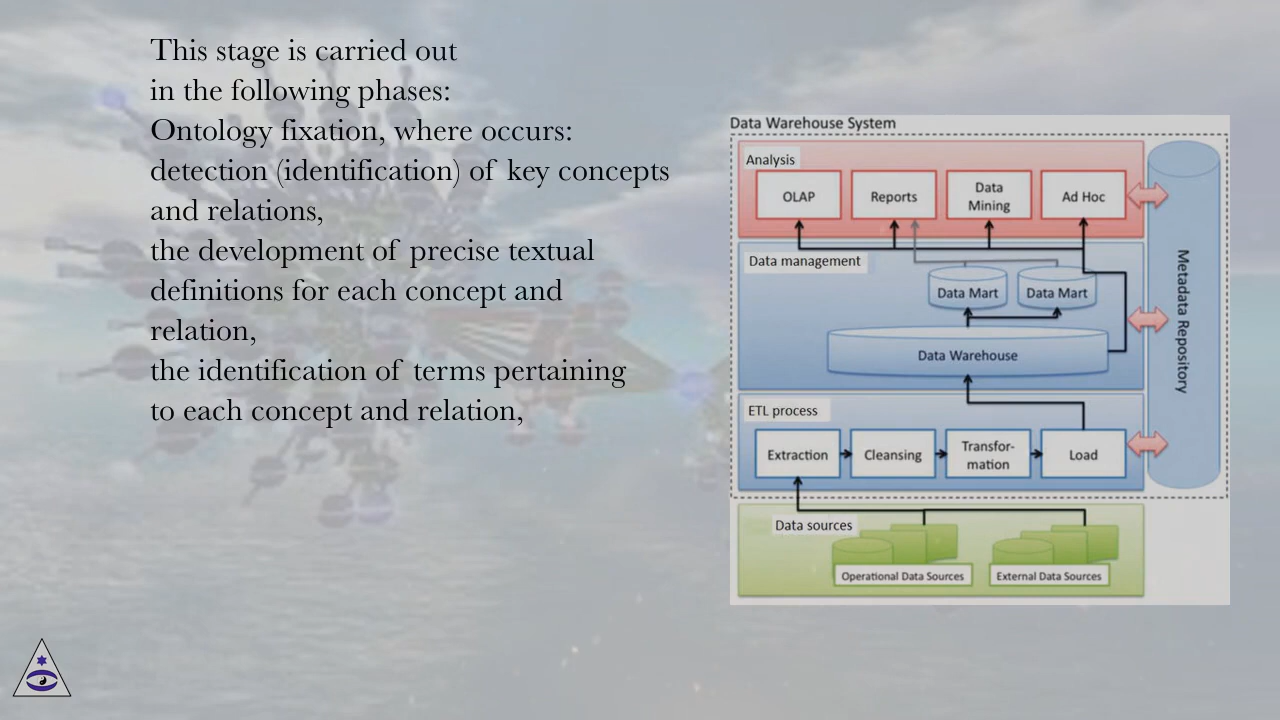 This stage is carried out
in the following phases:
Ontology fixation, where occurs:
detection (identification) of key concepts
and relations,
the development of precise textual
definitions for each concept and
relation,
the identification of terms pertaining
to each concept and relation,
Data Warehouse System
Analysis
OLAP
Reports
Data
Mining
Ad Hoc
Data management
Data Mart
Data Mart
Data Warehouse
ETL process
Extraction
Cleansing
Transfor-
mation
Load
Metadata Repository
Data sources
Operational Data Sources
External Data Sources